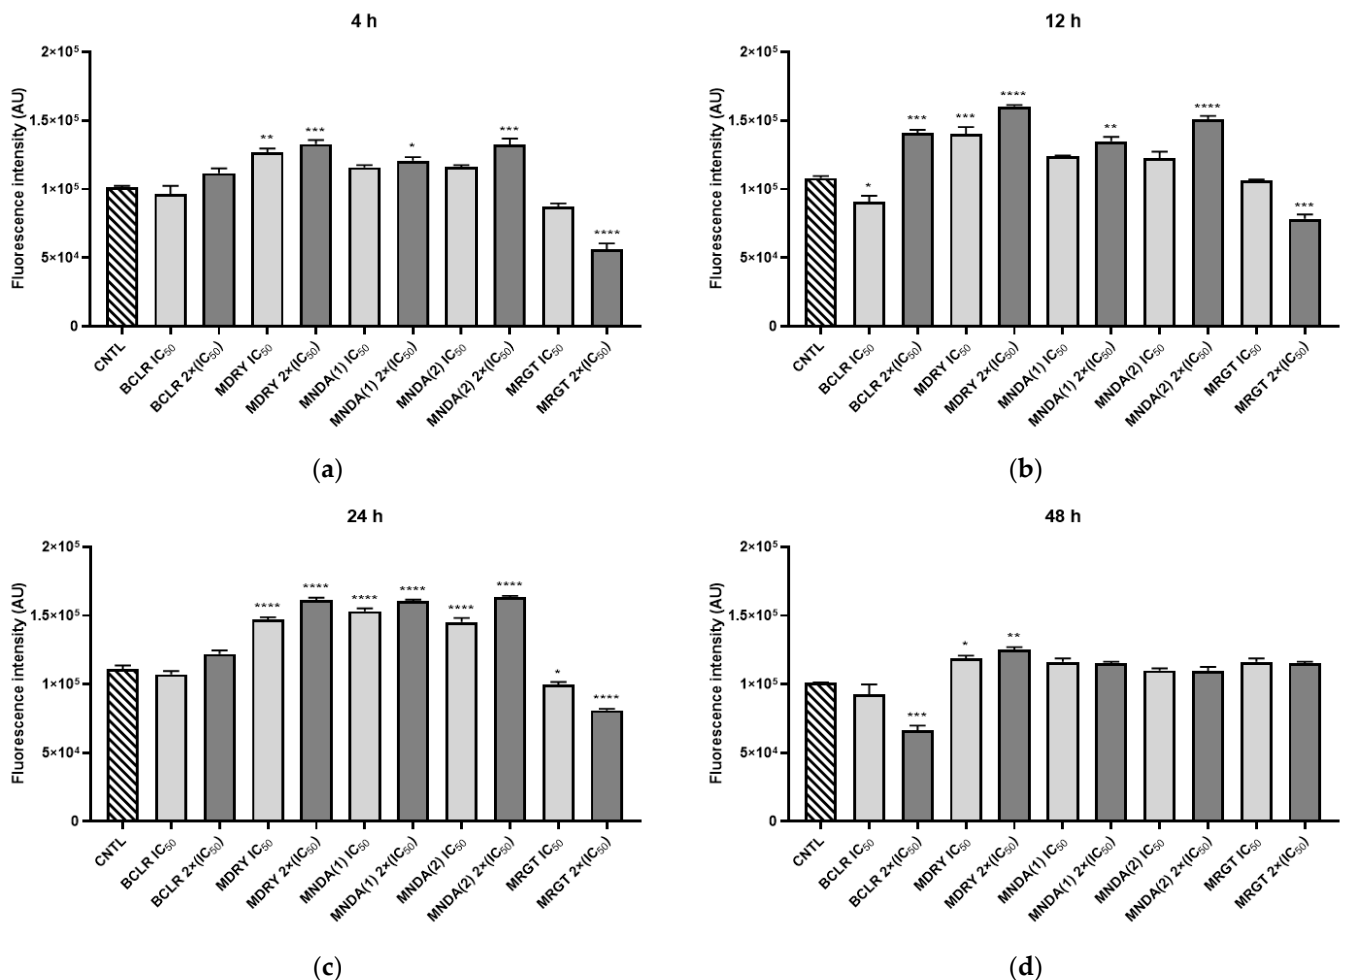 4 h
Fluorescence intensity (AU)
2×10⁵
1.5×10⁵
1×10⁵
5×10⁴
0
** *** * *** ****
CNTL
BCLR IC₅₀
BCLR 2×(IC₅₀)
MDRY IC₅₀
MDRY 2×(IC₅₀)
MNDA(1) IC₅₀
MNDA(1) 2×(IC₅₀)
MNDA(2) IC₅₀
MNDA(2) 2×(IC₅₀)
MRGT IC₅₀
MRGT 2×(IC₅₀)
(a)
12 h
Fluorescence intensity (AU)
2×10⁵
1.5×10⁵
1×10⁵
5×10⁴
0
* *** *** **** ** **** ***
CNTL
BCLR IC₅₀
BCLR 2×(IC₅₀)
MDRY IC₅₀
MDRY 2×(IC₅₀)
MNDA(1) IC₅₀
MNDA(1) 2×(IC₅₀)
MNDA(2) IC₅₀
MNDA(2) 2×(IC₅₀)
MRGT IC₅₀
MRGT 2×(IC₅₀)
(b)
24 h
Fluorescence intensity (AU)
2×10⁵
1.5×10⁵
1×10⁵
5×10⁴
0
**** **** **** **** **** **** * ****
CNTL
BCLR IC₅₀
BCLR 2×(IC₅₀)
MDRY IC₅₀
MDRY 2×(IC₅₀)
MNDA(1) IC₅₀
MNDA(1) 2×(IC₅₀)
MNDA(2) IC₅₀
MNDA(2) 2×(IC₅₀)
MRGT IC₅₀
MRGT 2×(IC₅₀)
(c)
48 h
Fluorescence intensity (AU)
2×10⁵
1.5×10⁵
1×10⁵
5×10⁴
0
*** * **
CNTL
BCLR IC₅₀
BCLR 2×(IC₅₀)
MDRY IC₅₀
MDRY 2×(IC₅₀)
MNDA(1) IC₅₀
MNDA(1) 2×(IC₅₀)
MNDA(2) IC₅₀
MNDA(2) 2×(IC₅₀)
MRGT IC₅₀
MRGT 2×(IC₅₀)
(d)